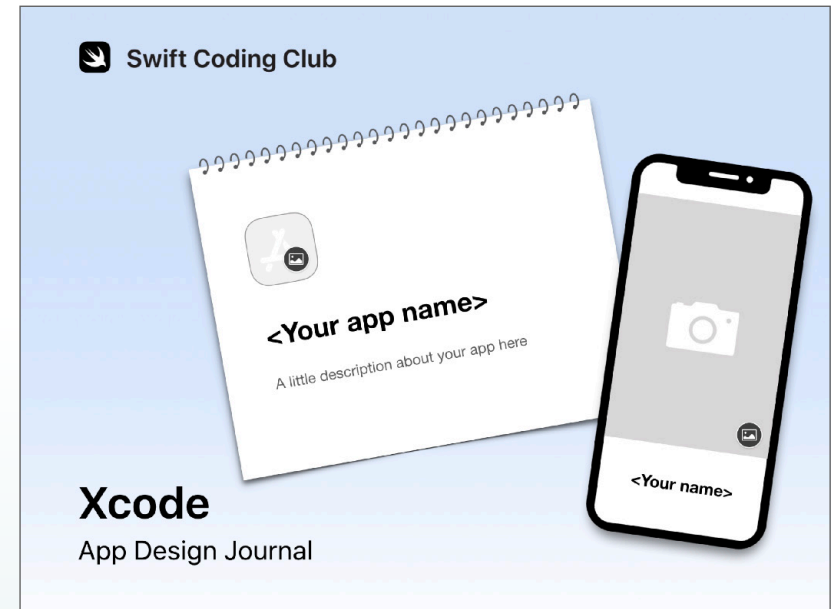 Swift Coding Club
<Your app name>
A little description about your app here
<Your name>
Xcode
App Design Journal